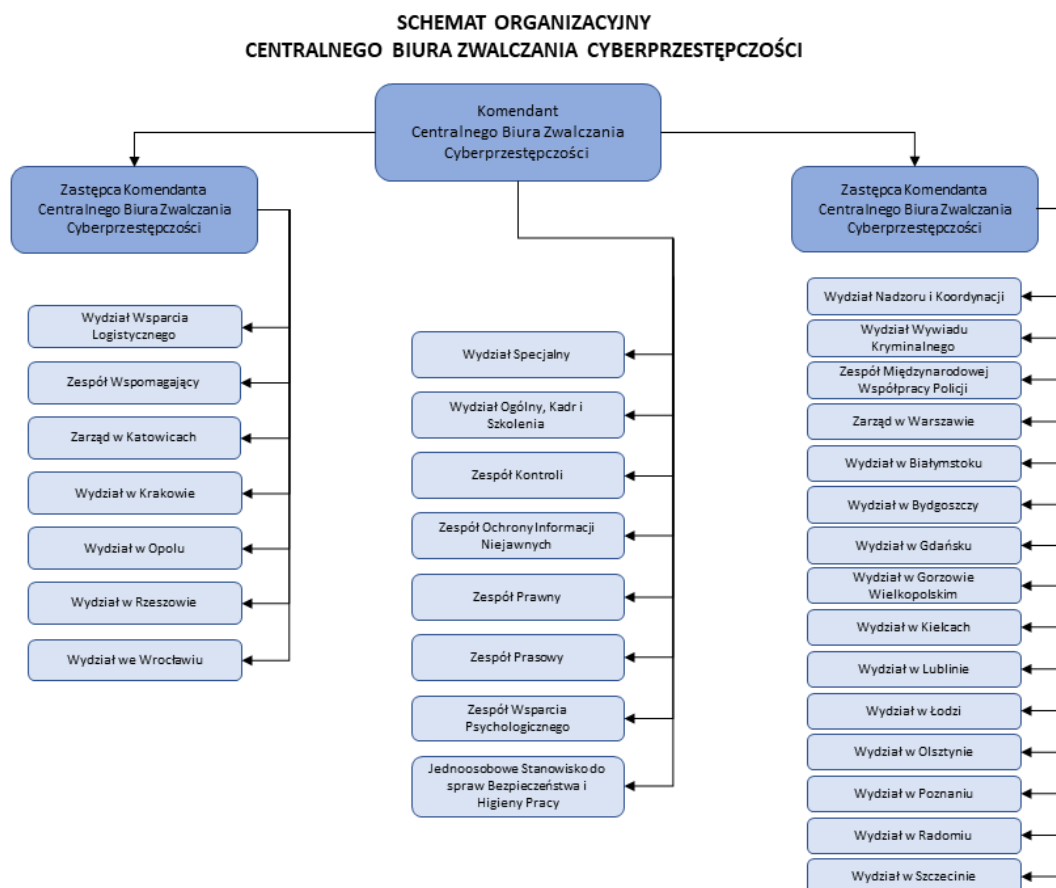 SCHEMAT ORGANIZACYJNY
CENTRALNEGO BIURA ZWALCZANIA CYBERPRZESTĘPCZOŚCI
Komendant
Centralnego Biura Zwalczania
Cyberprzestępczości
Zastępca Komendanta
Centralnego Biura Zwalczania
Cyberprzestępczości
Wydział Wsparcia
Logistycznego
Zespół Wspomagający
Zarząd w Katowicach
Wydział w Krakowie
Wydział w Opolu
Wydział w Rzeszowie
Wydział we Wrocławiu
Wydział Specjalny
Wydział Ogólny, Kadr i
Szkolenia
Zespół Kontroli
Zespół Ochrony Informacji
Niejawnych
Zespół Prawny
Zespół Prasowy
Zespół Wsparcia
Psychologicznego
Jednoosobowe Stanowisko do
spraw Bezpieczeństwa i
Higieny Pracy
Zastępca Komendanta
Centralnego Biura Zwalczania
Cyberprzestępczości
Wydział Nadzoru i Koordynacji
Wydział Wywiadu
Kryminalnego
Zespół Międzynarodowej
Współpracy Policji
Zarząd w Warszawie
Wydział w Białymstoku
Wydział w Bydgoszczy
Wydział w Gdańsku
Wydział w Gorzowie
Wielkopolskim
Wydział w Kielcach
Wydział w Lublinie
Wydział w Łodzi
Wydział w Olsztynie
Wydział w Poznaniu
Wydział w Radomiu
Wydział w Szczecinie